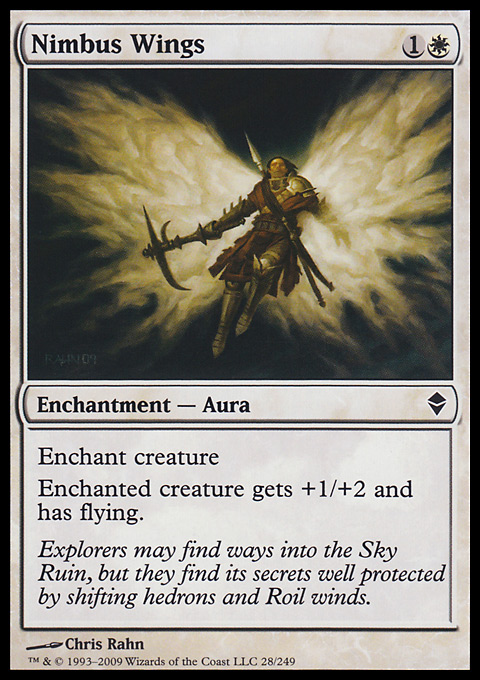 Nimbus Wings 1
RAHN09
Enchantment — Aura
Enchant creature
Enchanted creature gets +1/+2 and
has flying.
Explorers may find ways into the Sky
Ruin, but they find its secrets well protected
by shifting hedrons and Roil winds.
Chris Rahn
™ & © 1993–2009 Wizards of the Coast LLC 28/249